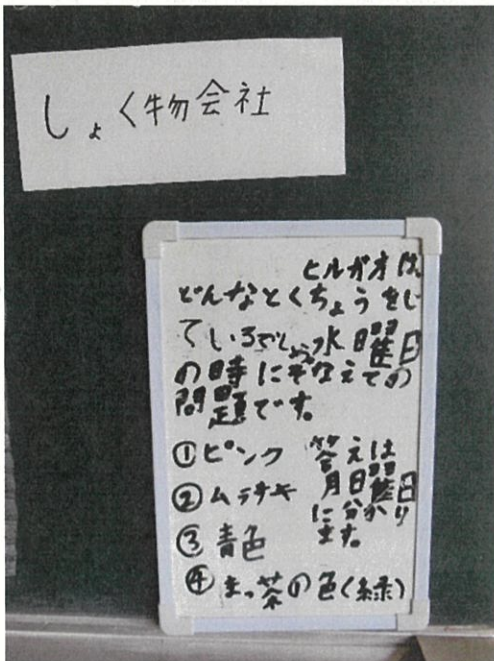 しょく物会社
ヒルガオは
どんなとくちょうをし
ているでしょう水曜日
の時にそなえての
問題です。
①ピンク
②ムラサキ
③青色
④まっ茶の色(緑)
答えは
月曜日
に分かり
ます。